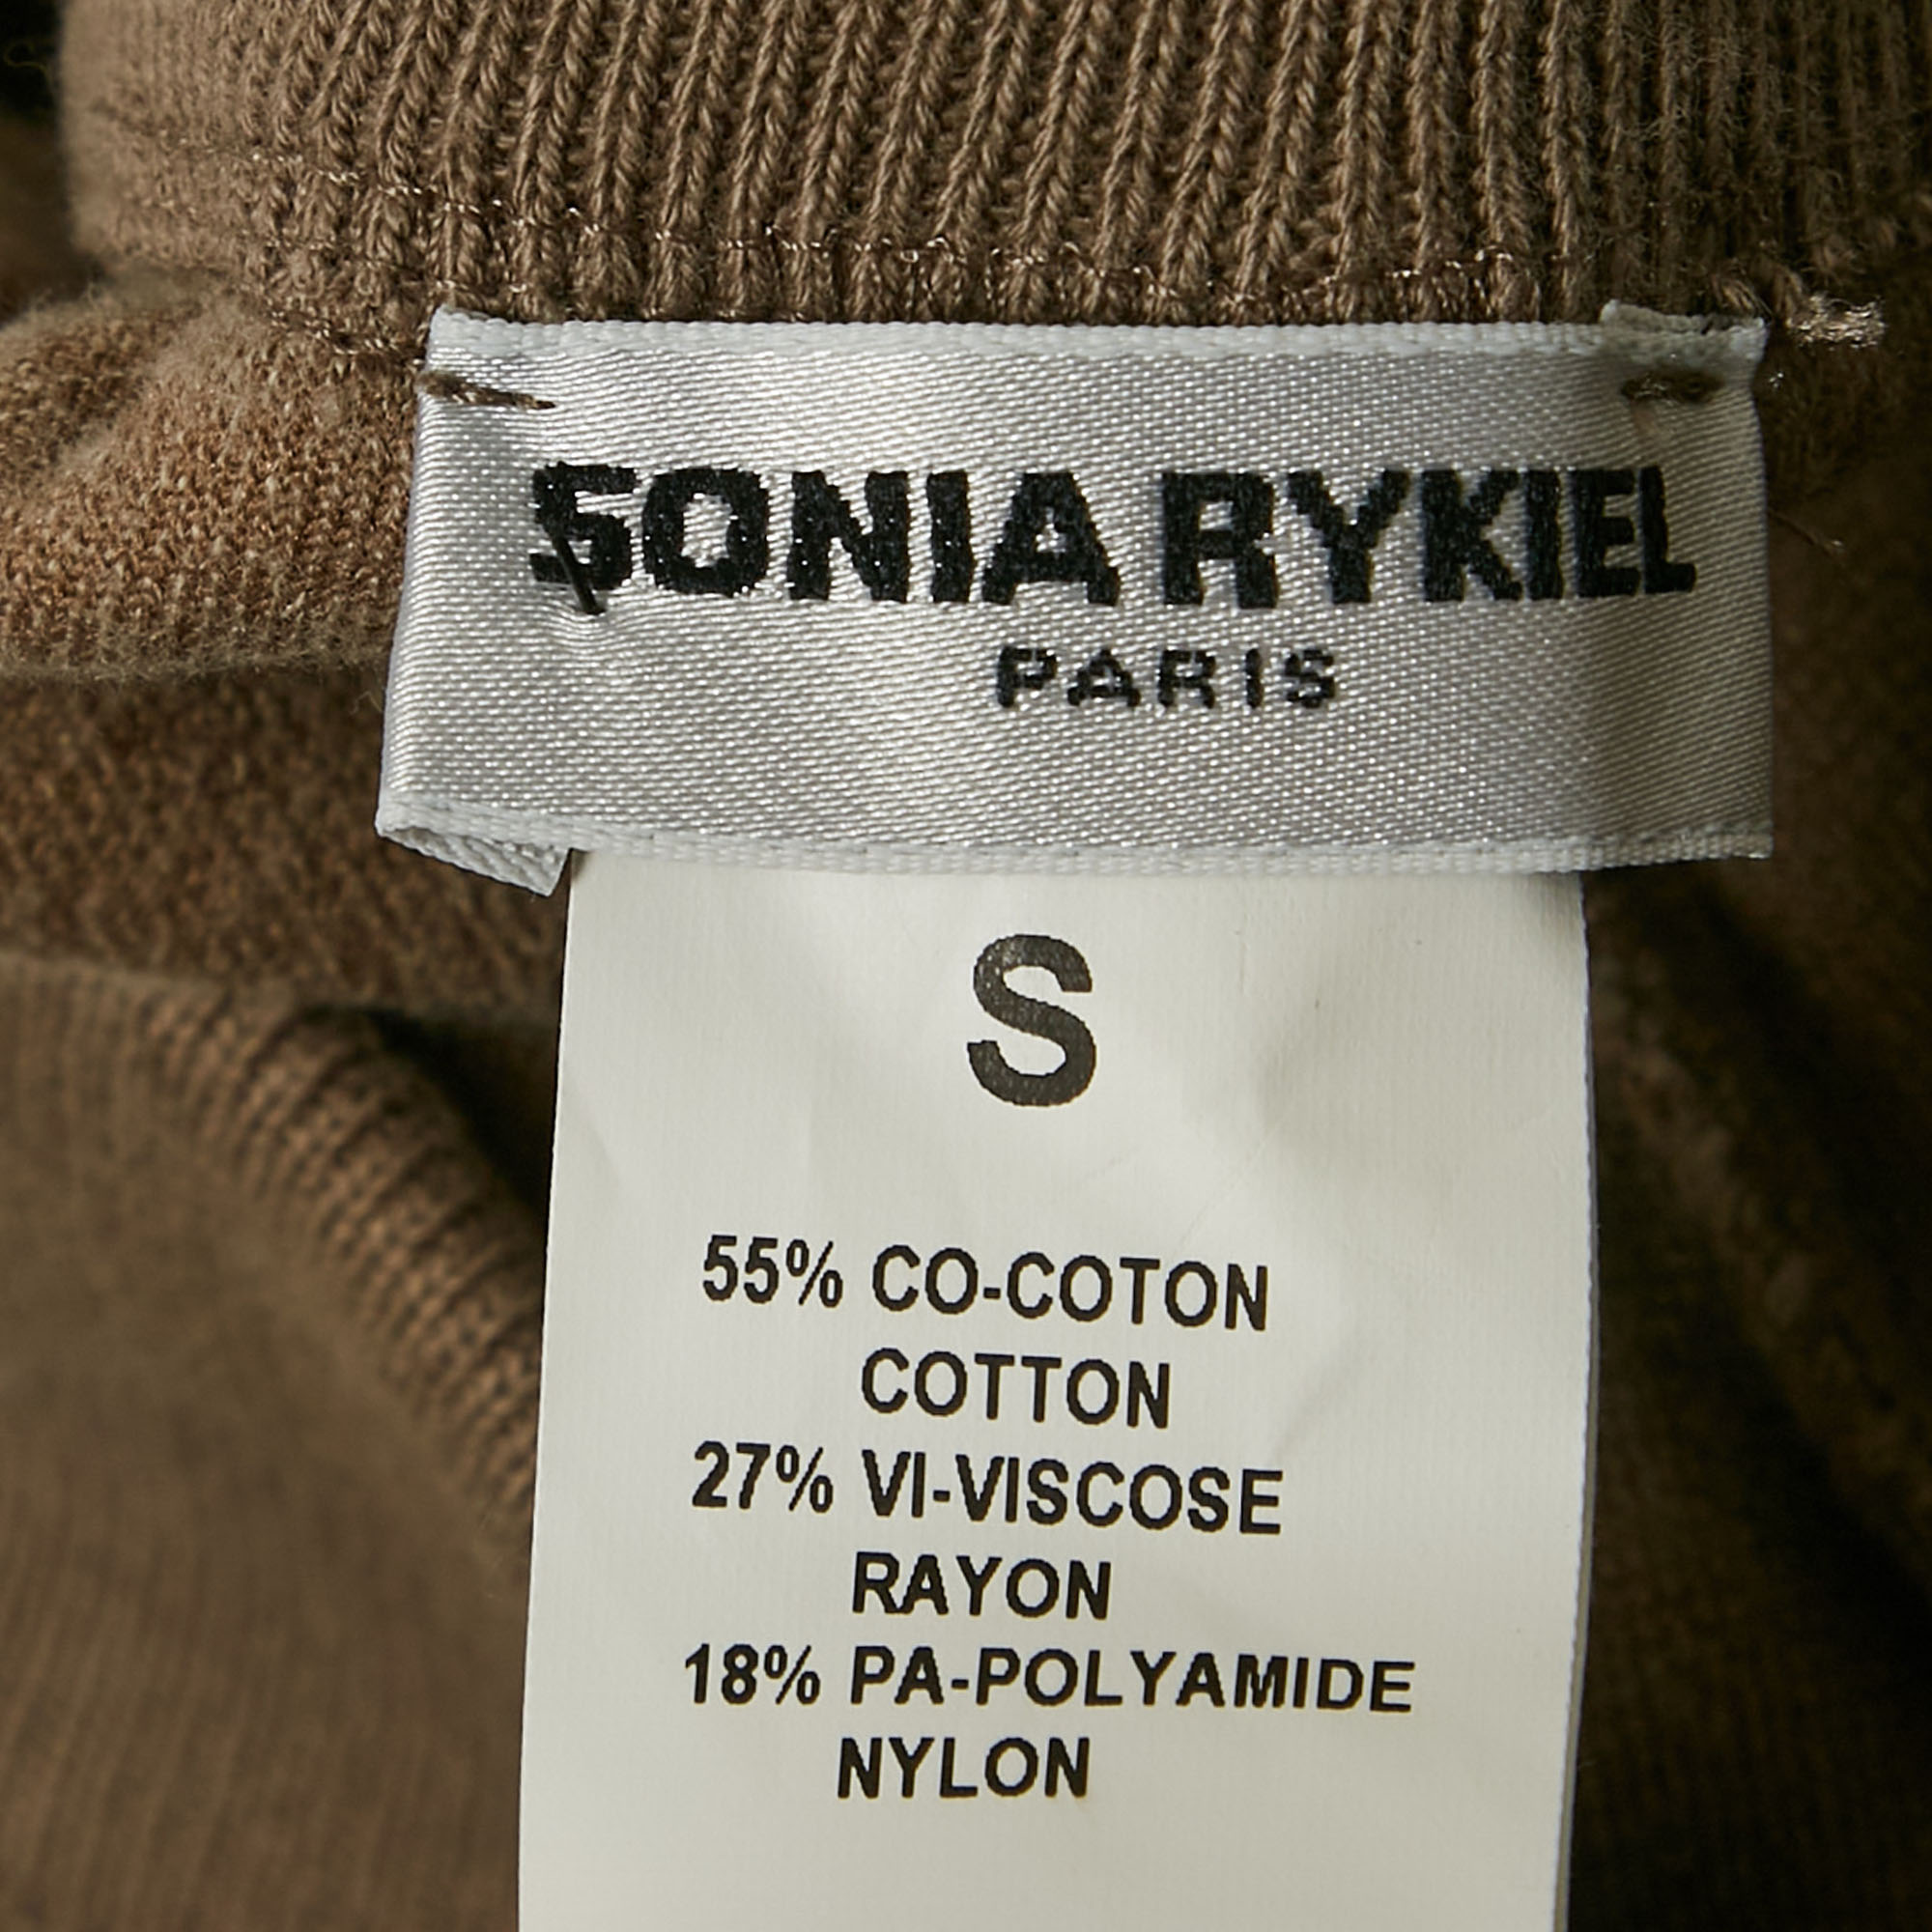 SONIA RYKIEL
PARIS
S
55% CO-COTON
COTTON
27% VI-VISCOSE
RAYON
18% PA-POLYAMIDE
NYLON